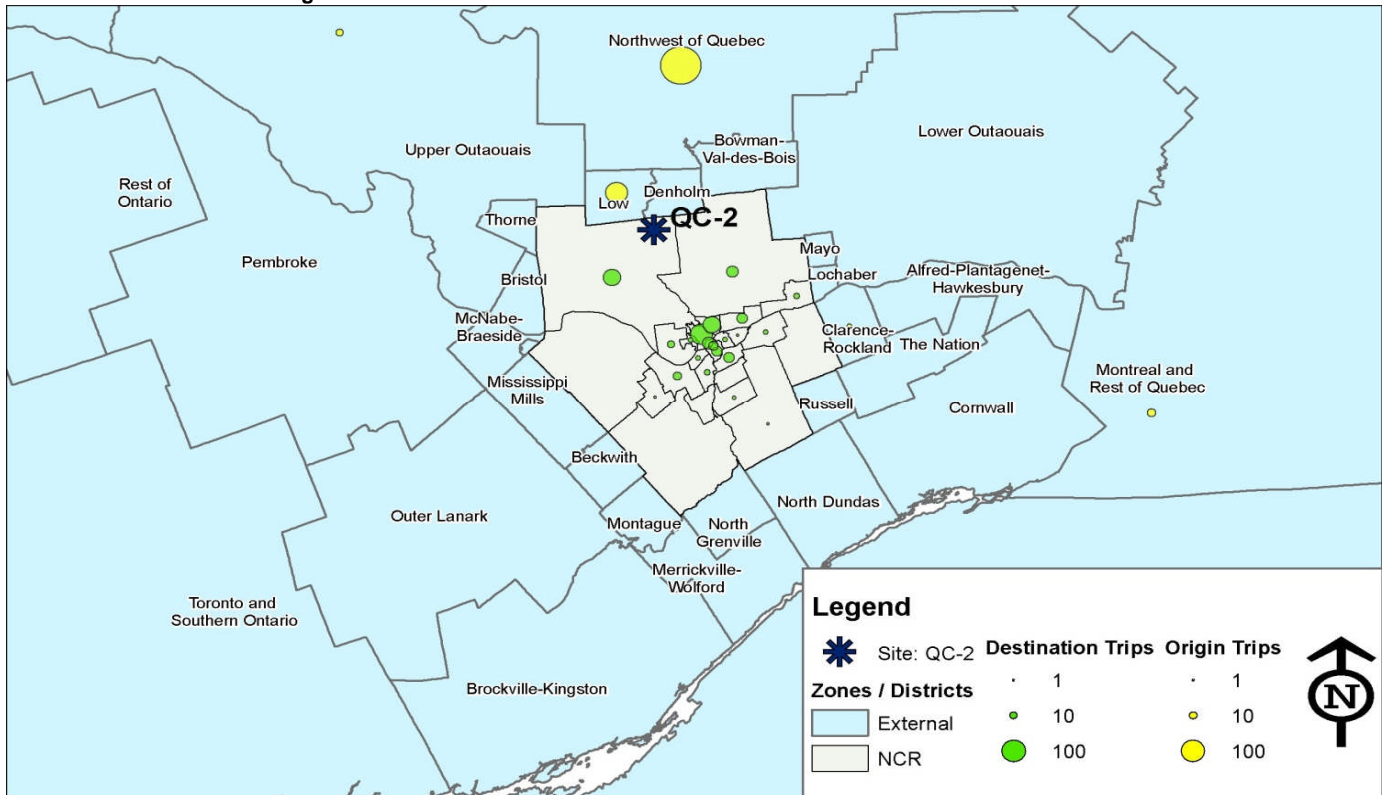 Northwest of Quebec
Upper Outaouais
Bowman-
Val-des-Bois
Lower Outaouais
Rest of
Ontario
Low
Denholm
QC-2
Thorne
Pembroke
Mayo
Bristol
Lochaber
Alfred-Plantagenet-
Hawkesbury
McNabe-
Braeside
Clarence-
Rockland
The Nation
Mississippi
Mills
Montreal and
Rest of Quebec
Russell
Cornwall
Beckwith
North Dundas
Outer Lanark
Montague
North
Grenville
Merrickville-
Wolford
Toronto and
Southern Ontario
Brockville-Kingston
Legend
Site: QC-2
Destination Trips
Origin Trips
1
1
Zones / Districts
10
10
External
100
100
NCR
N